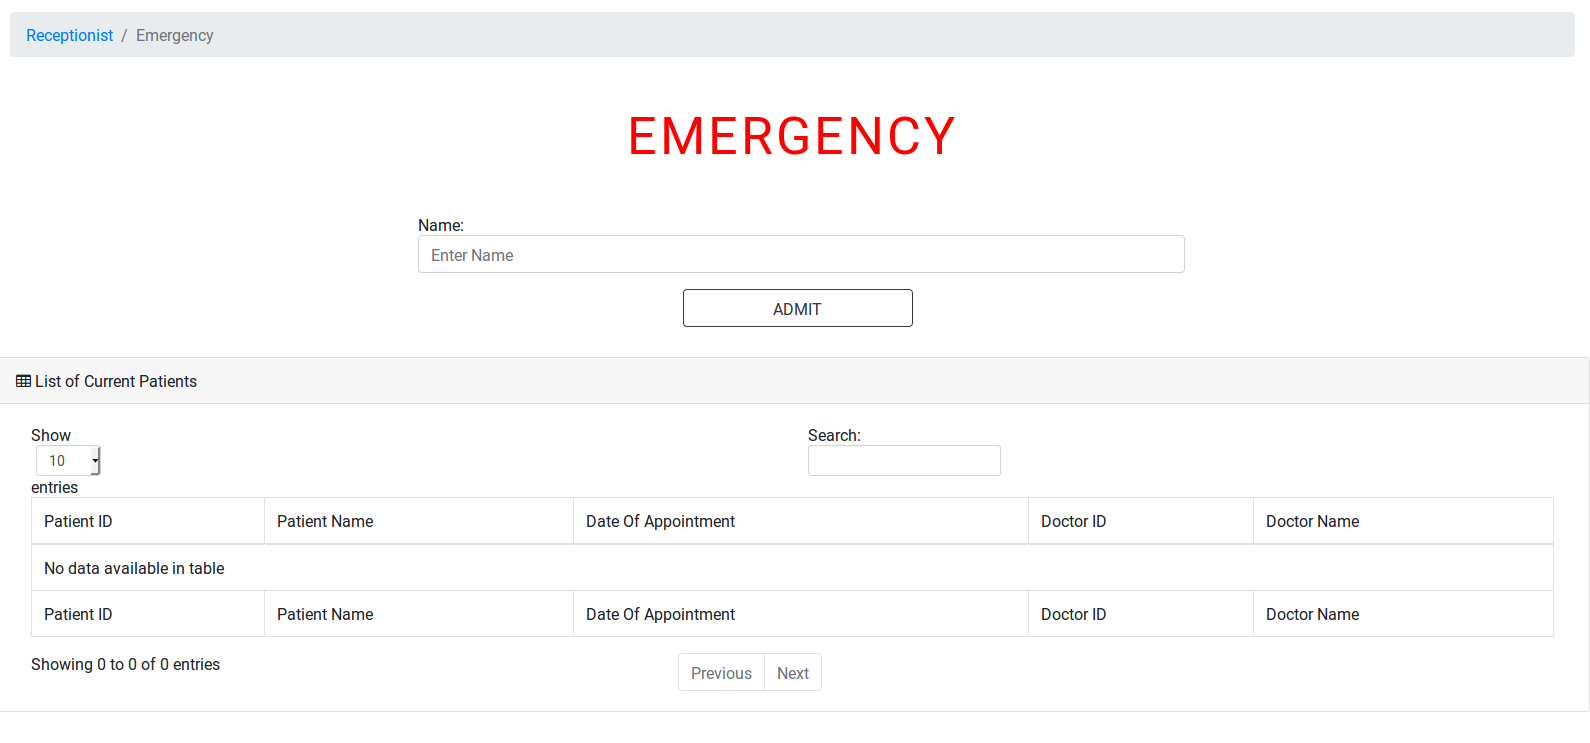 Receptionist / Emergency
EMERGENCY
Name:
Enter Name
ADMIT
List of Current Patients
Show
Search:
10
entries
Patient ID Patient Name Date Of Appointment Doctor ID Doctor Name
No data available in table
Patient ID Patient Name Date Of Appointment Doctor ID Doctor Name
Showing 0 to 0 of 0 entries
Previous Next